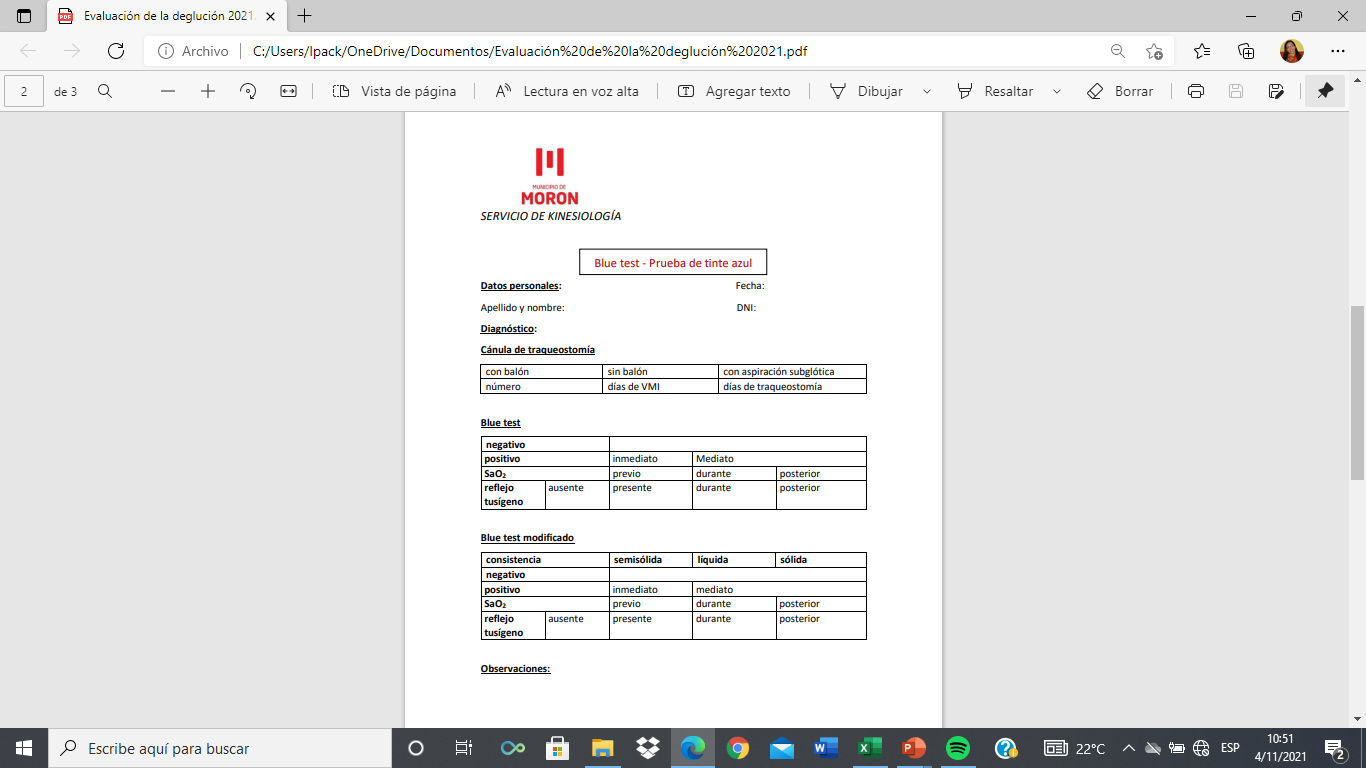 Evaluación de la deglución 2021.
Archivo C:/Users/Ipack/OneDrive/Documentos/Evaluación%20de%20la%20deglución%202021.pdf
2 de 3 Vista de página Lectura en voz alta Agregar texto Dibujar Resaltar Borrar
MUNICIPIO DE
MORON
SERVICIO DE KINESIOLOGÍA
Blue test - Prueba de tinte azul
Datos personales: Fecha:
Apellido y nombre: DNI:
Diagnóstico:
Cánula de traqueostomía
con balón sin balón con aspiración subglótica
número días de VMI días de traqueostomía
Blue test
negativo
positivo inmediato Mediato
SaO₂ previo durante posterior
reflejo ausente presente durante posterior
tusígeno
Blue test modificado
consistencia semisólida líquida sólida
negativo
positivo inmediato mediato
SaO₂ previo durante posterior
reflejo ausente presente durante posterior
tusígeno
Observaciones:
Escribe aquí para buscar 22°C ESP 10:51
4/11/2021 2